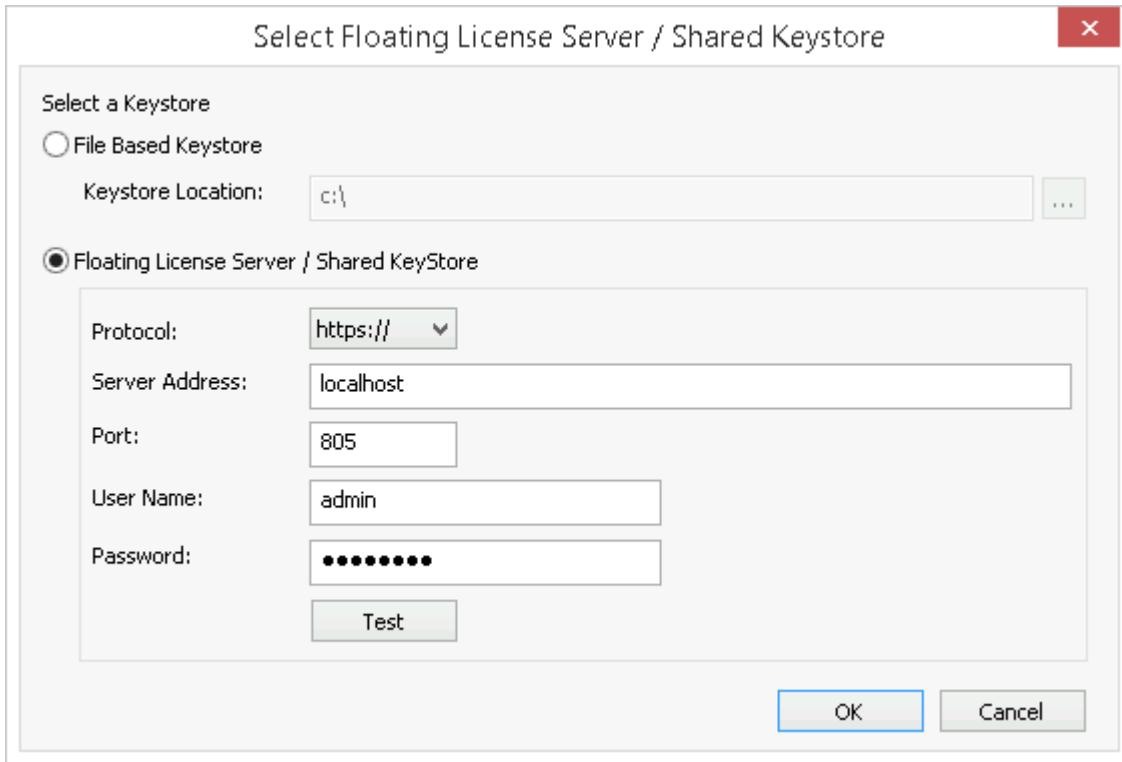 Select Floating License Server / Shared Keystore
Select a Keystore
File Based Keystore
Keystore Location: c:\ ...
Floating License Server / Shared KeyStore
Protocol: https://
Server Address: localhost
Port: 805
User Name: admin
Password: ●●●●●●●●
Test
OK Cancel